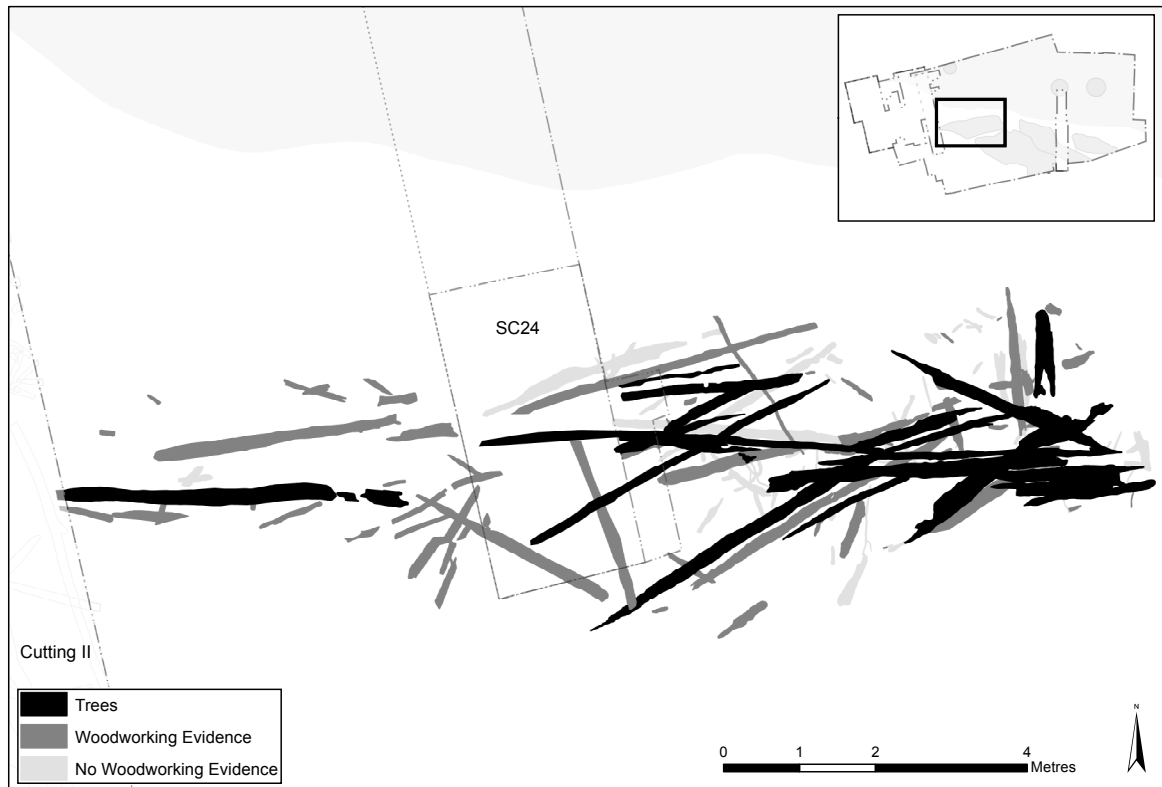 SC24
Cutting II
Trees
Woodworking Evidence
No Woodworking Evidence
0 1 2 4
Metres
N